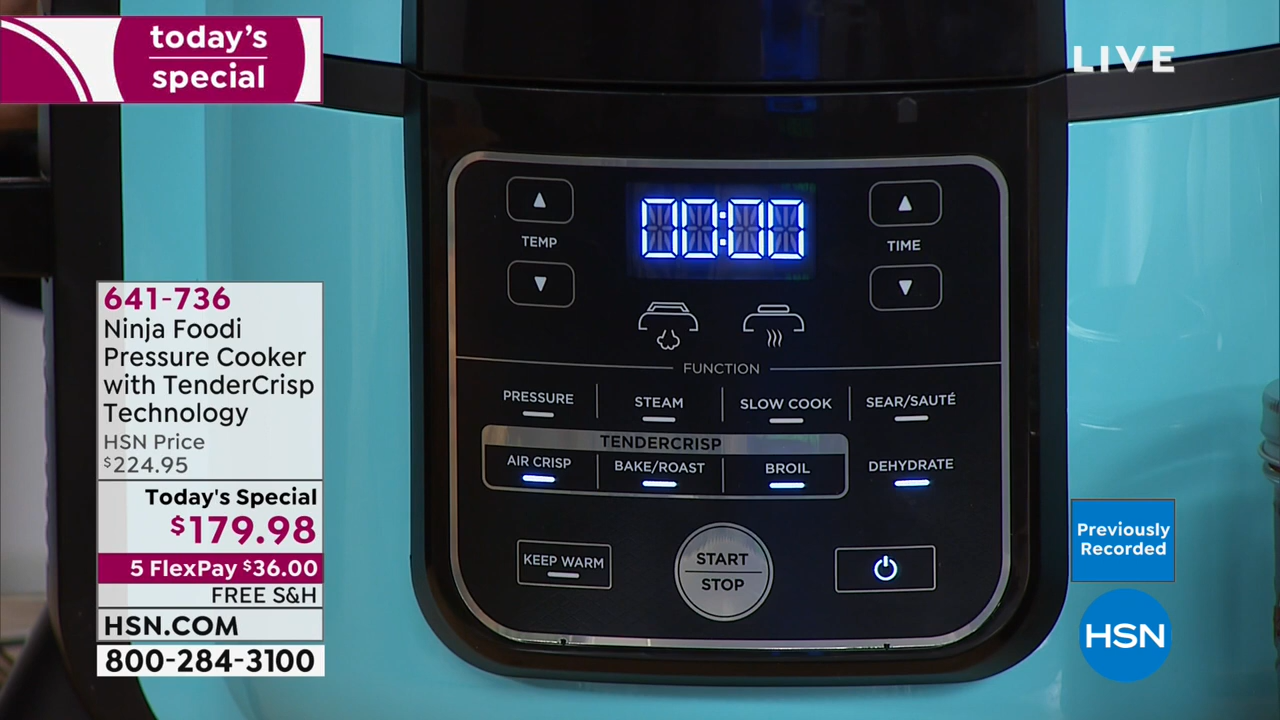 today's
special
LIVE
641-736
Ninja Foodi
Pressure Cooker
with TenderCrisp
Technology
HSN Price
$224.95
Today's Special
$179.98
5 FlexPay $36.00
FREE S&H
HSN.COM
800-284-3100
00:00
TEMP
TIME
FUNCTION
PRESSURE STEAM SLOW COOK SEAR/SAUTÉ
TENDERCRISP
AIR CRISP BAKE/ROAST BROIL DEHYDRATE
KEEP WARM
START
STOP
Previously
Recorded
HSN